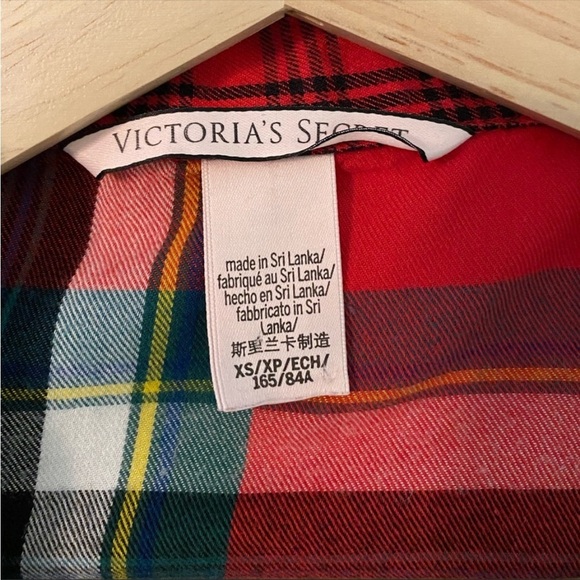 VICTORIA'S SECRET
made in Sri Lanka/
fabriqué au Sri Lanka/
hecho en Sri Lanka/
fabbricato in Sri
Lanka/
斯里兰卡制造
XS/XP/ECH/
165/84A